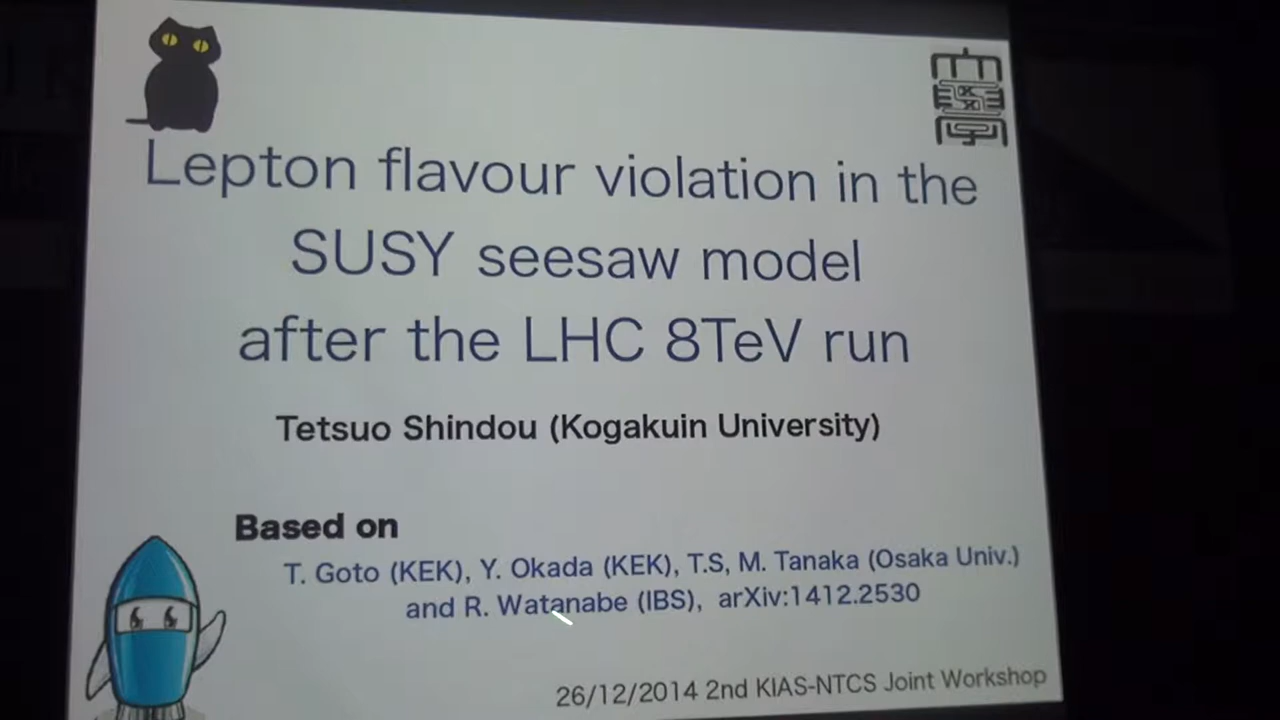 Lepton flavour violation in the
SUSY seesaw model
after the LHC 8TeV run
Tetsuo Shindou (Kogakuin University)
Based on
T. Goto (KEK), Y. Okada (KEK), T.S, M. Tanaka (Osaka Univ.)
and R. Watanabe (IBS), arXiv:1412.2530
26/12/2014 2nd KIAS-NTCS Joint Workshop